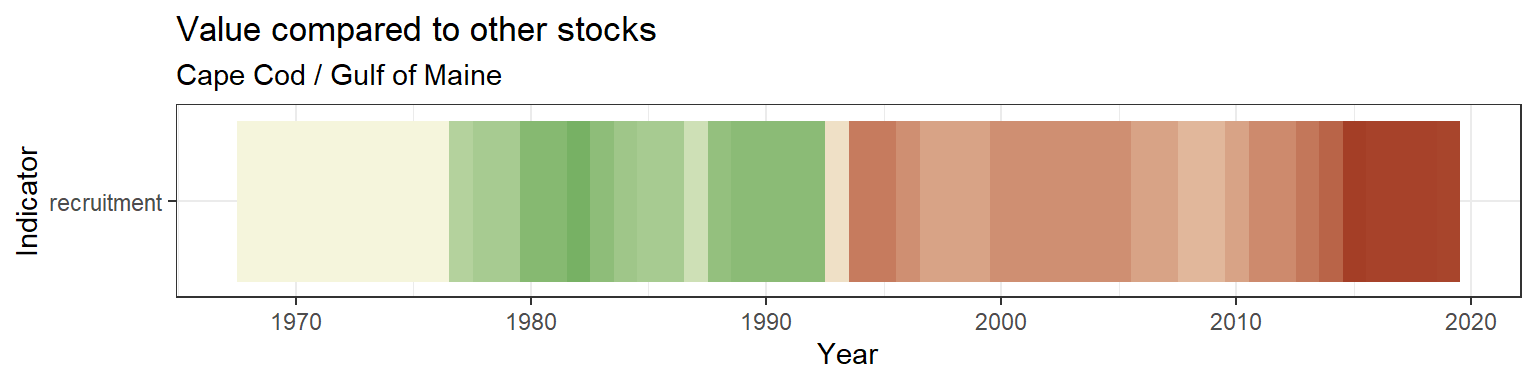 Value compared to other stocks
Cape Cod / Gulf of Maine
Indicator
recruitment
1970 1980 1990 2000 2010 2020
Year